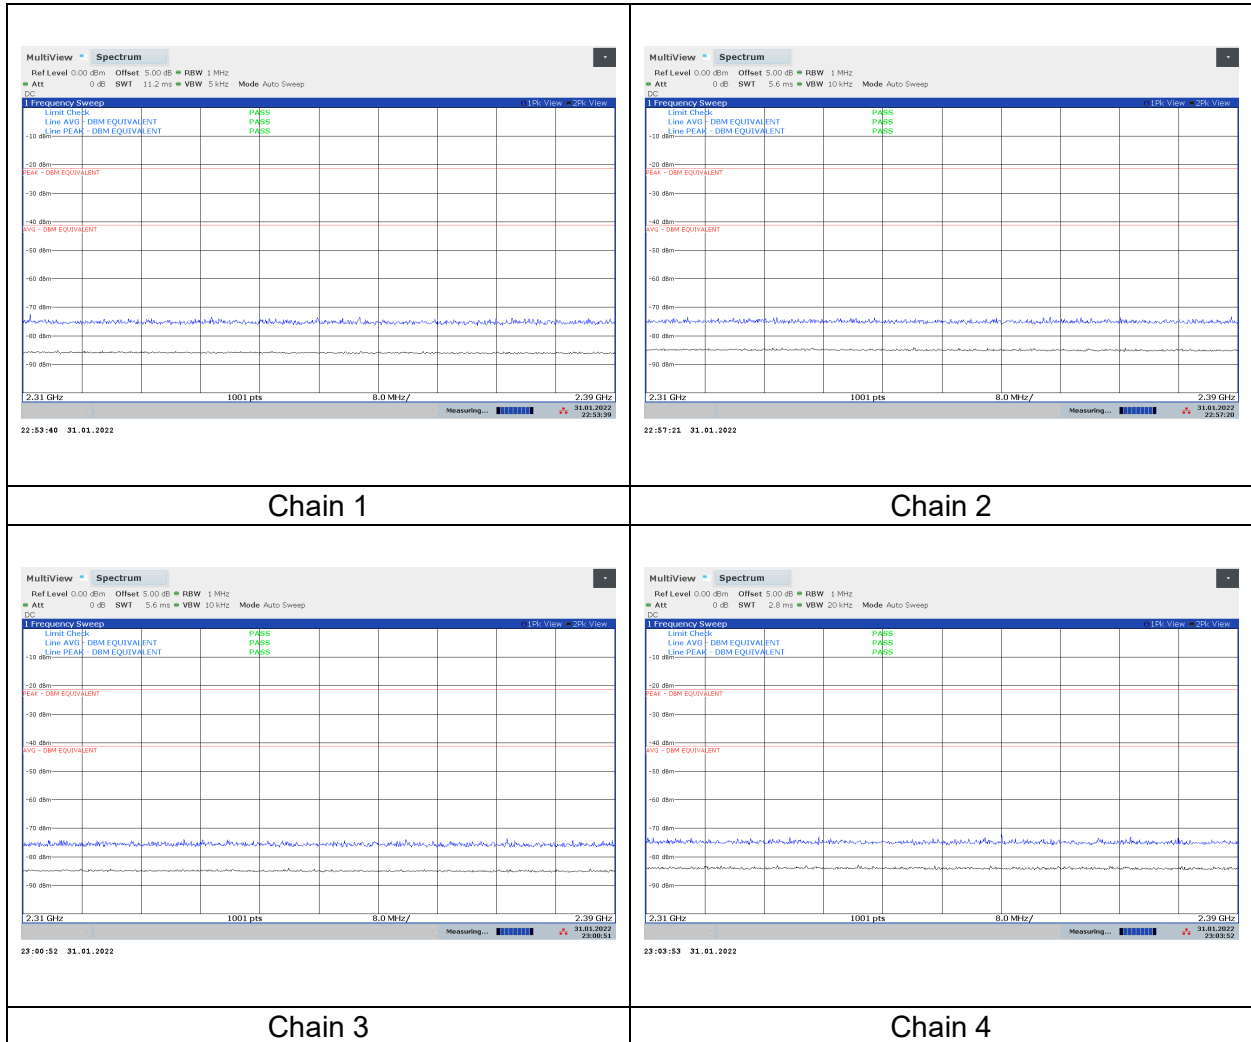 MultiView Spectrum
Ref Level 0.00 dBm Offset 5.00 dB RBW 1 MHz
Att 0 dB SWT 11.2 ms VBW 5 kHz Mode Auto Sweep
DC
1 Frequency Sweep 1Pk View 2Pk View
Limit Check PASS
Line AVG - DBM EQUIVALENT PASS
Line PEAK - DBM EQUIVALENT PASS
-10 dBm
-20 dBm
PEAK - DBM EQUIVALENT
-30 dBm
-40 dBm
AVG - DBM EQUIVALENT
-50 dBm
-60 dBm
-70 dBm
-80 dBm
-90 dBm
2.31 GHz 1001 pts 8.0 MHz/ 2.39 GHz
Measuring... 31.01.2022
22:53:39
22:53:40 31.01.2022
Chain 1
MultiView Spectrum
Ref Level 0.00 dBm Offset 5.00 dB RBW 1 MHz
Att 0 dB SWT 5.6 ms VBW 10 kHz Mode Auto Sweep
DC
1 Frequency Sweep 1Pk View 2Pk View
Limit Check PASS
Line AVG - DBM EQUIVALENT PASS
Line PEAK - DBM EQUIVALENT PASS
-10 dBm
-20 dBm
PEAK - DBM EQUIVALENT
-30 dBm
-40 dBm
AVG - DBM EQUIVALENT
-50 dBm
-60 dBm
-70 dBm
-80 dBm
-90 dBm
2.31 GHz 1001 pts 8.0 MHz/ 2.39 GHz
Measuring... 31.01.2022
22:57:20
22:57:21 31.01.2022
Chain 2
MultiView Spectrum
Ref Level 0.00 dBm Offset 5.00 dB RBW 1 MHz
Att 0 dB SWT 5.6 ms VBW 10 kHz Mode Auto Sweep
DC
1 Frequency Sweep 1Pk View 2Pk View
Limit Check PASS
Line AVG - DBM EQUIVALENT PASS
Line PEAK - DBM EQUIVALENT PASS
-10 dBm
-20 dBm
PEAK - DBM EQUIVALENT
-30 dBm
-40 dBm
AVG - DBM EQUIVALENT
-50 dBm
-60 dBm
-70 dBm
-80 dBm
-90 dBm
2.31 GHz 1001 pts 8.0 MHz/ 2.39 GHz
Measuring... 31.01.2022
23:00:51
23:00:52 31.01.2022
Chain 3
MultiView Spectrum
Ref Level 0.00 dBm Offset 5.00 dB RBW 1 MHz
Att 0 dB SWT 2.8 ms VBW 20 kHz Mode Auto Sweep
DC
1 Frequency Sweep 1Pk View 2Pk View
Limit Check PASS
Line AVG - DBM EQUIVALENT PASS
Line PEAK - DBM EQUIVALENT PASS
-10 dBm
-20 dBm
PEAK - DBM EQUIVALENT
-30 dBm
-40 dBm
AVG - DBM EQUIVALENT
-50 dBm
-60 dBm
-70 dBm
-80 dBm
-90 dBm
2.31 GHz 1001 pts 8.0 MHz/ 2.39 GHz
Measuring... 31.01.2022
23:03:52
23:03:53 31.01.2022
Chain 4